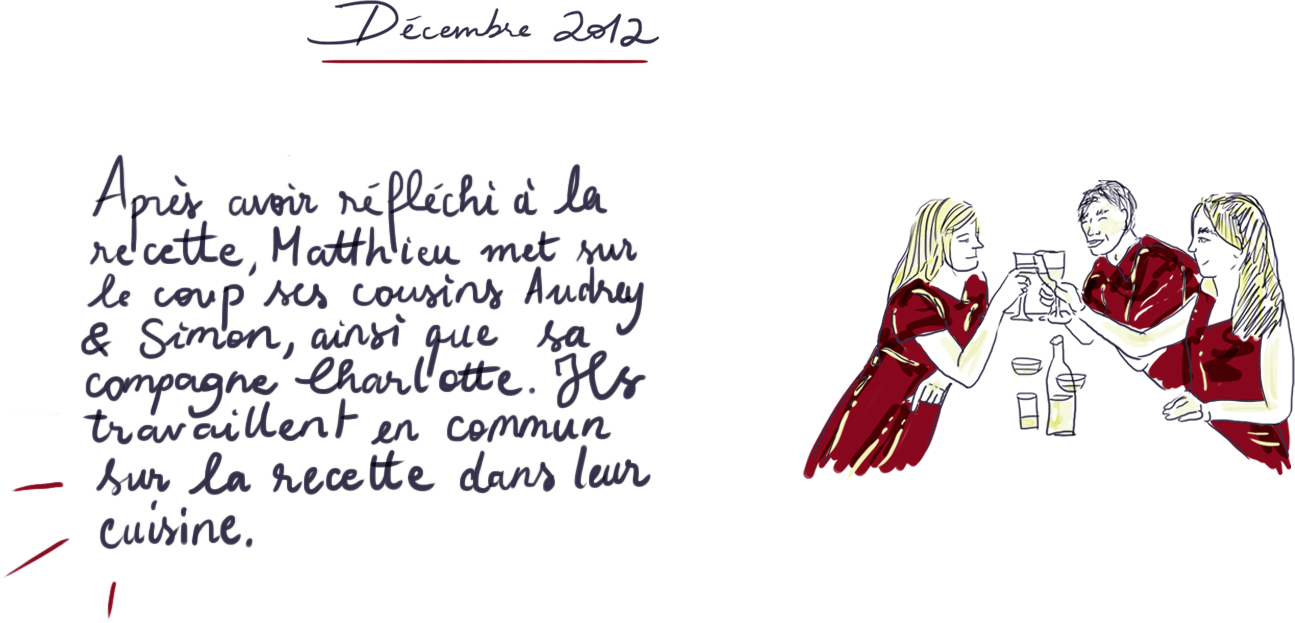 Décembre 2012
Après avoir réfléchi à la
recette, Matthieu met sur
le coup ses cousins Audrey
& Simon, ainsi que sa
compagne Charlotte. Ils
travaillent en commun
sur la recette dans leur
cuisine.